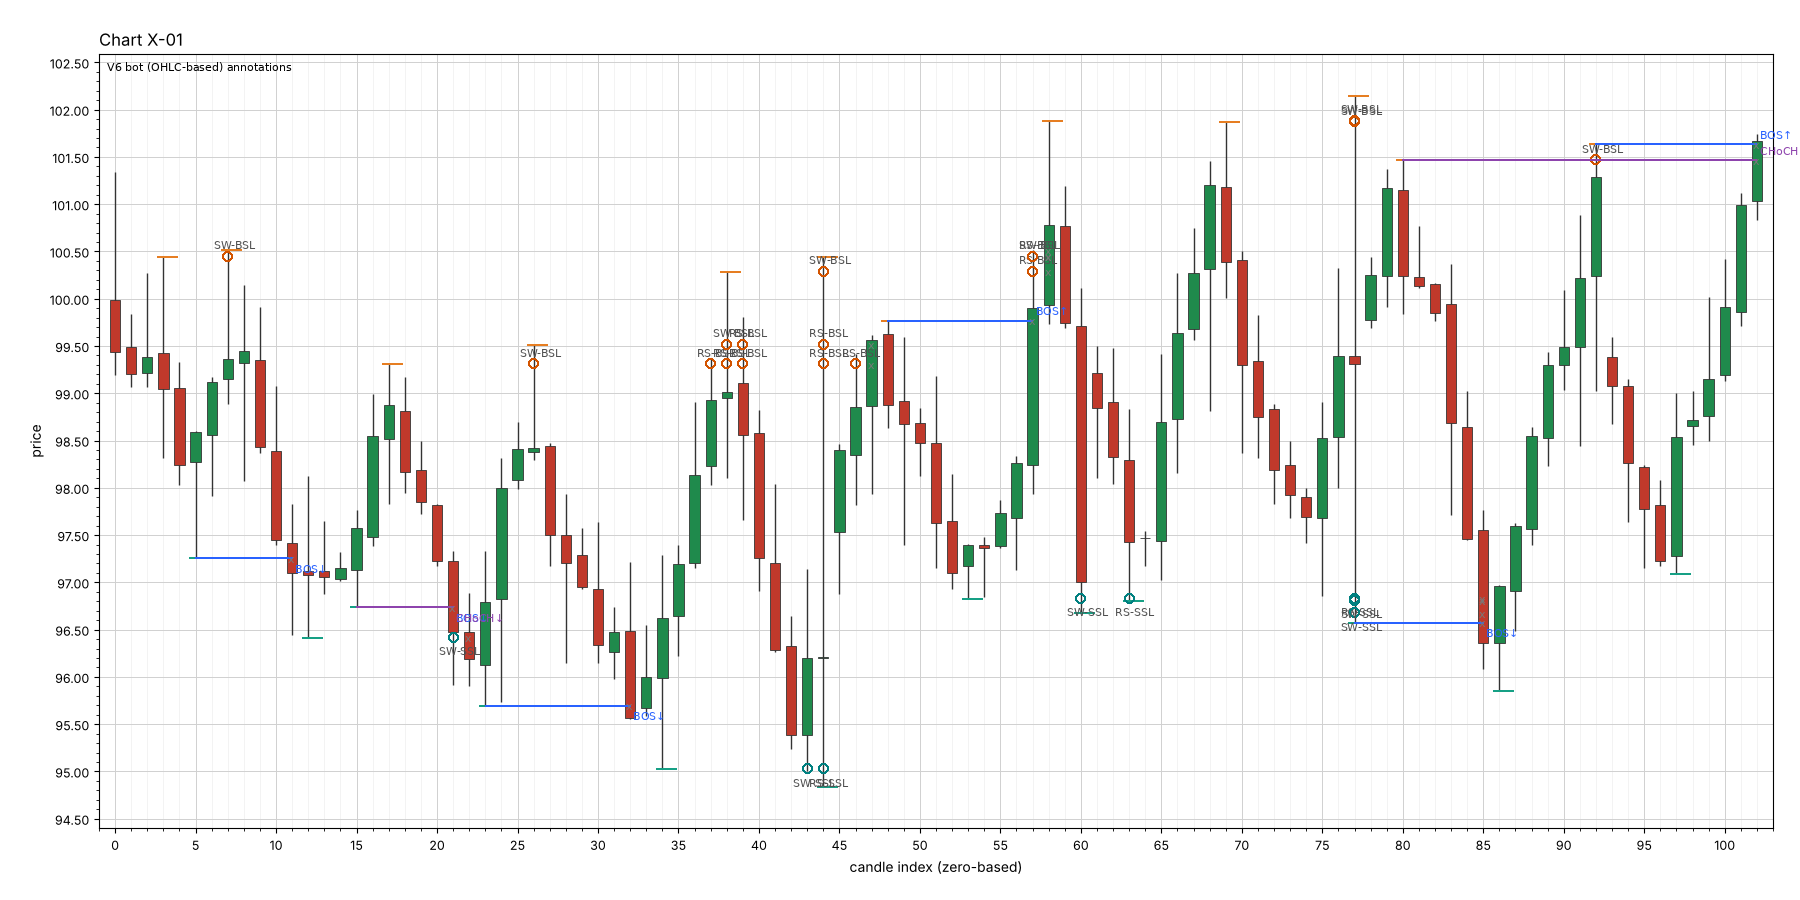 Chart X-01
V6 bot (OHLC-based) annotations
102.50
102.00
101.50
101.00
100.50
100.00
99.50
99.00
98.50
98.00
97.50
97.00
96.50
96.00
95.50
95.00
94.50
price
SW-BSL
SW-BSL
BOS↑
SW-BSL
CHoCH
SW-BSL
RS-BSL
SW-BSL
BOS
RS-BSL
SW-BSL
RS-BSL
RS-BSL
BOS↓
SW-SSL
BOS↓
SW-SSL
RS-SSL
SW-SSL
BOS↓
0 5 10 15 20 25 30 35 40 45 50 55 60 65 70 75 80 85 90 95 100
candle index (zero-based)